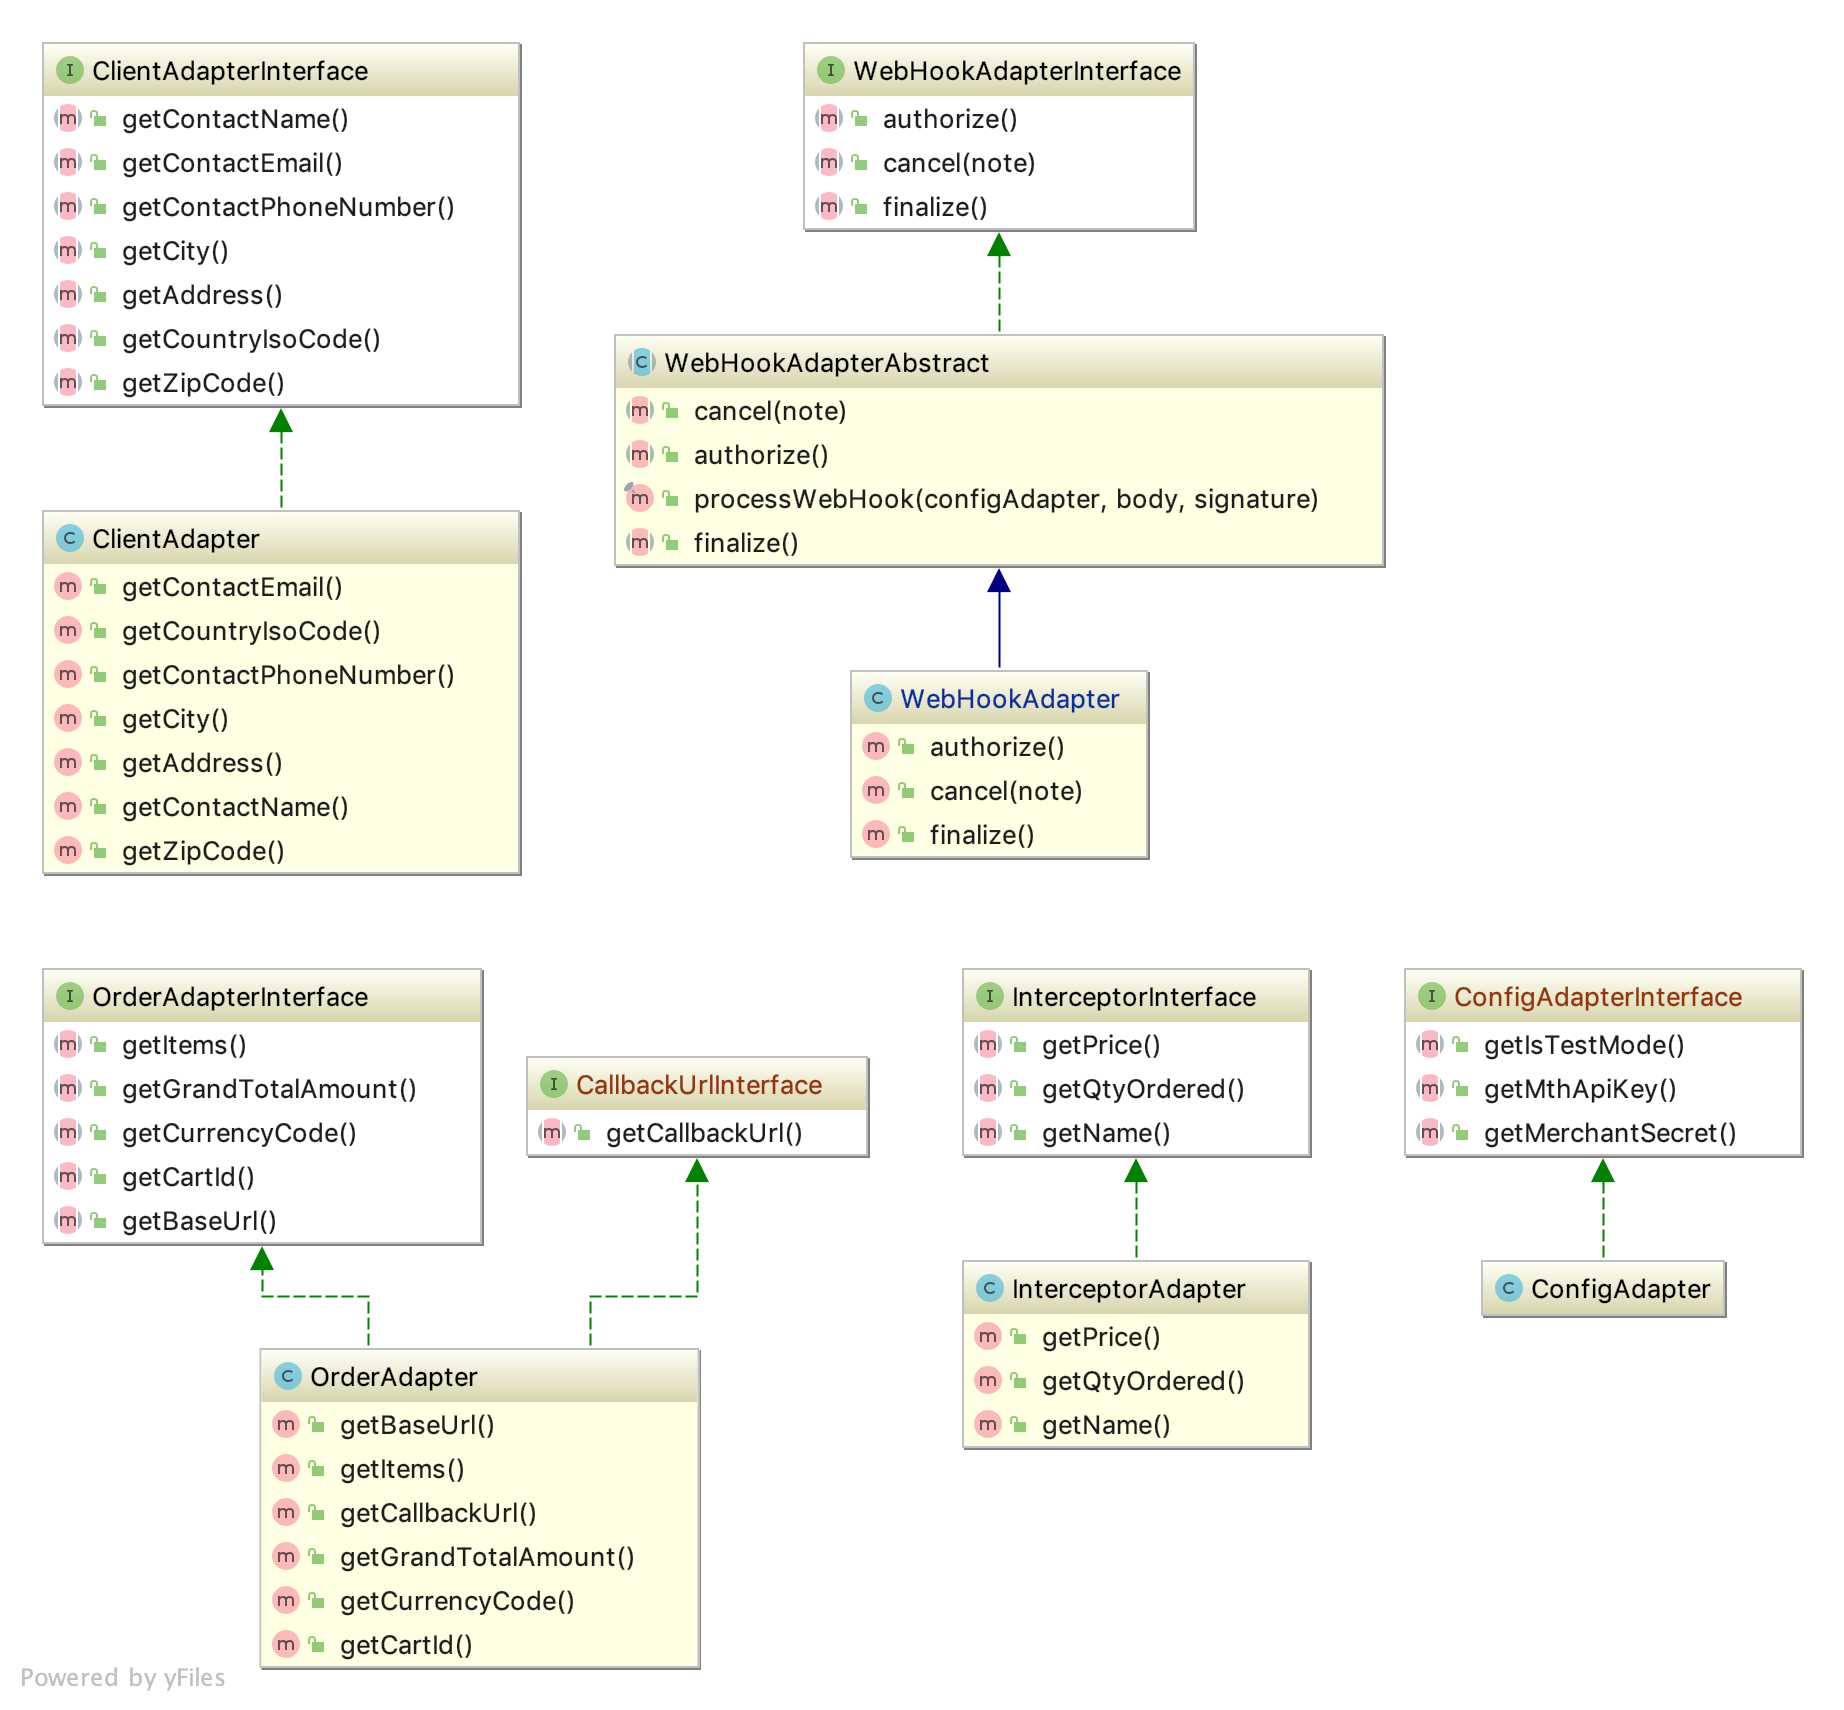 ClientAdapterInterface
getContactName()
getContactEmail()
getContactPhoneNumber()
getCity()
getAddress()
getCountryIsoCode()
getZipCode()
ClientAdapter
getContactEmail()
getCountryIsoCode()
getContactPhoneNumber()
getCity()
getAddress()
getContactName()
getZipCode()
WebHookAdapterInterface
authorize()
cancel(note)
finalize()
WebHookAdapterAbstract
cancel(note)
authorize()
processWebHook(configAdapter, body, signature)
finalize()
WebHookAdapter
authorize()
cancel(note)
finalize()
OrderAdapterInterface
getItems()
getGrandTotalAmount()
getCurrencyCode()
getCartId()
getBaseUrl()
CallbackUrlInterface
getCallbackUrl()
OrderAdapter
getBaseUrl()
getItems()
getCallbackUrl()
getGrandTotalAmount()
getCurrencyCode()
getCartId()
InterceptorInterface
getPrice()
getQtyOrdered()
getName()
InterceptorAdapter
getPrice()
getQtyOrdered()
getName()
ConfigAdapterInterface
getIsTestMode()
getMthApiKey()
getMerchantSecret()
ConfigAdapter
Powered by yFiles